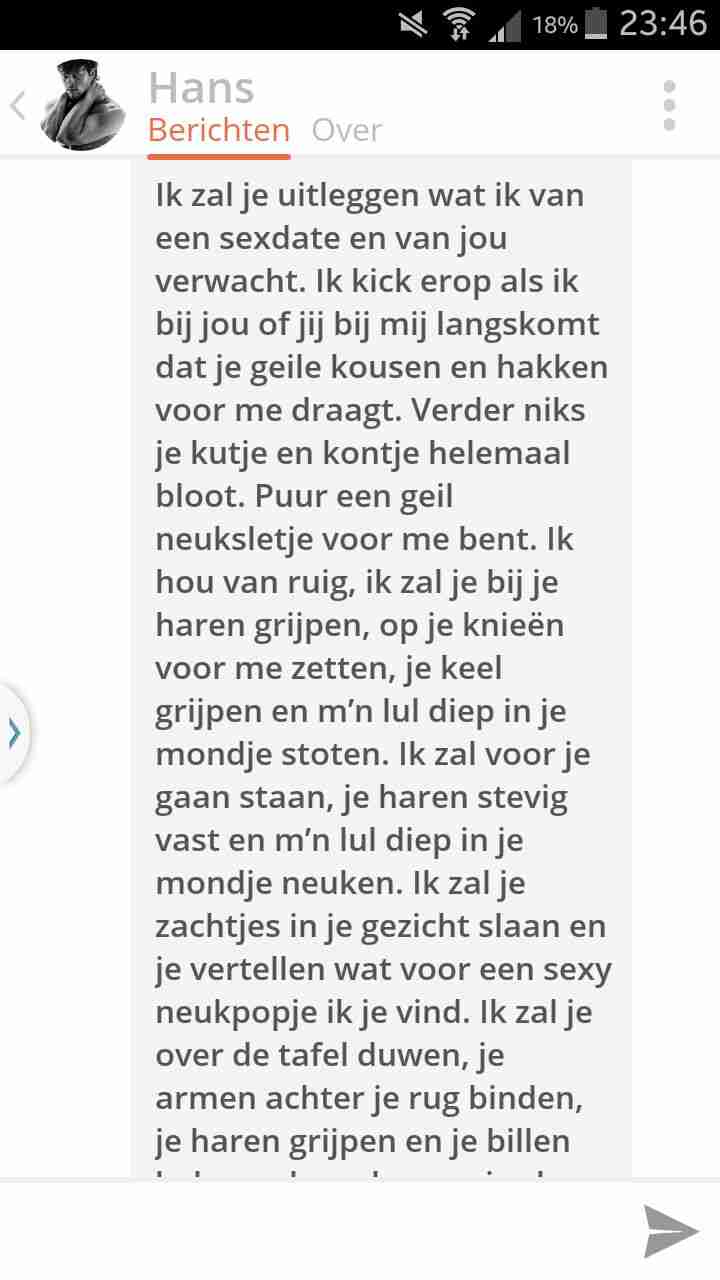 18% 23:46
Hans
Berichten Over
Ik zal je uitleggen wat ik van
een sexdate en van jou
verwacht. Ik kick erop als ik
bij jou of jij bij mij langskomt
dat je geile kousen en hakken
voor me draagt. Verder niks
je kutje en kontje helemaal
bloot. Puur een geil
neuksletje voor me bent. Ik
hou van ruig, ik zal je bij je
haren grijpen, op je knieën
voor me zetten, je keel
grijpen en m’n lul diep in je
mondje stoten. Ik zal voor je
gaan staan, je haren stevig
vast en m’n lul diep in je
mondje neuken. Ik zal je
zachtjes in je gezicht slaan en
je vertellen wat voor een sexy
neukpopje ik je vind. Ik zal je
over de tafel duwen, je
armen achter je rug binden,
je haren grijpen en je billen